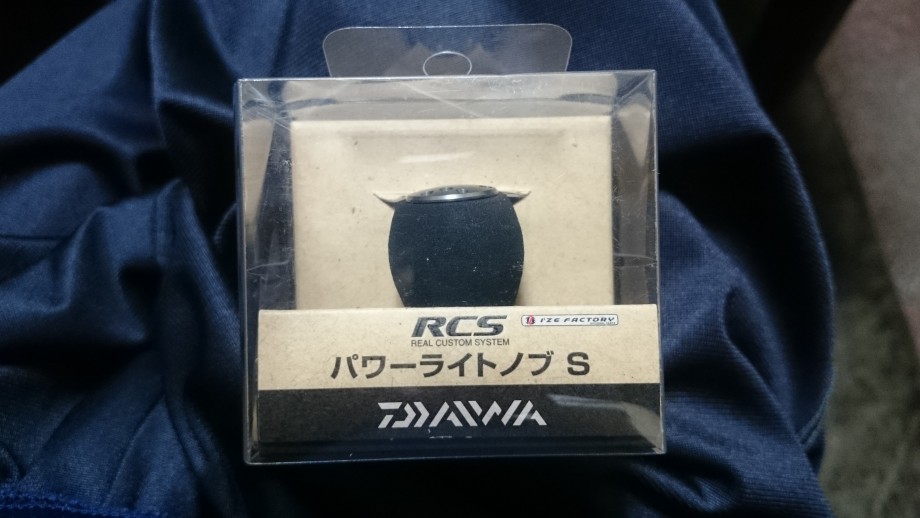 RCS I'ZE FACTORY
REAL CUSTOM SYSTEM
パワーライトノブ S
DAIWA